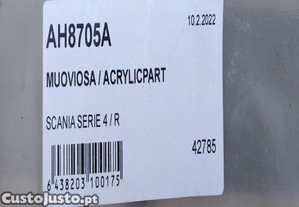 AH8705A
10.2.2022
MUOVIOSA / ACRYLICPART
SCANIA SERIE 4 / R
42785
6 438203 100175
CustoJusto.pt